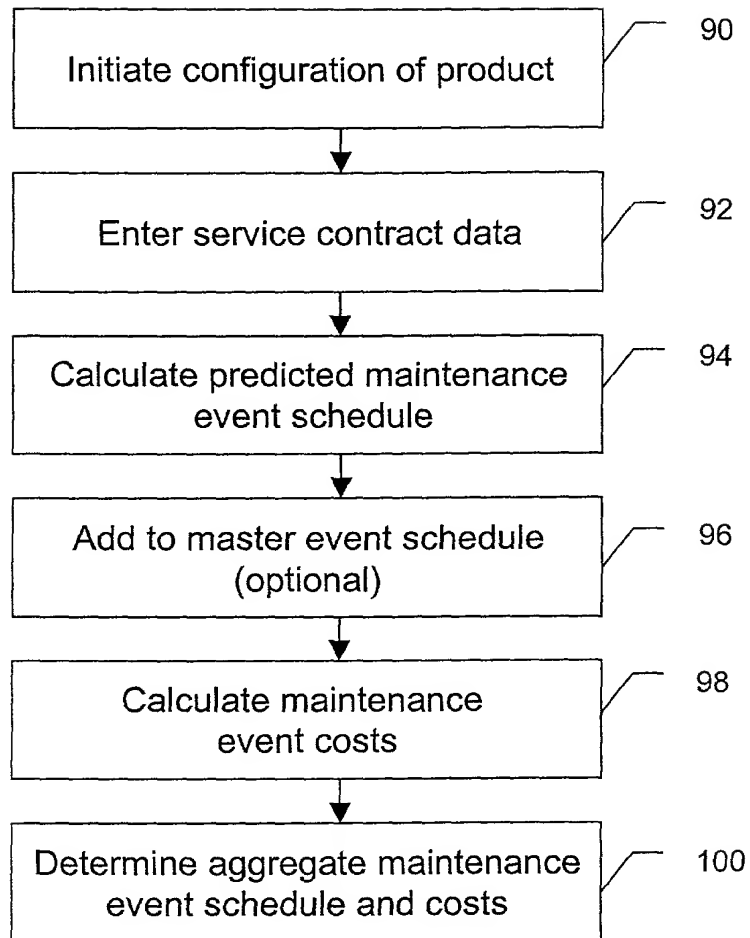 Initiate configuration of product
90
Enter service contract data
92
Calculate predicted maintenance
event schedule
94
Add to master event schedule
(optional)
96
Calculate maintenance
event costs
98
Determine aggregate maintenance
event schedule and costs
100